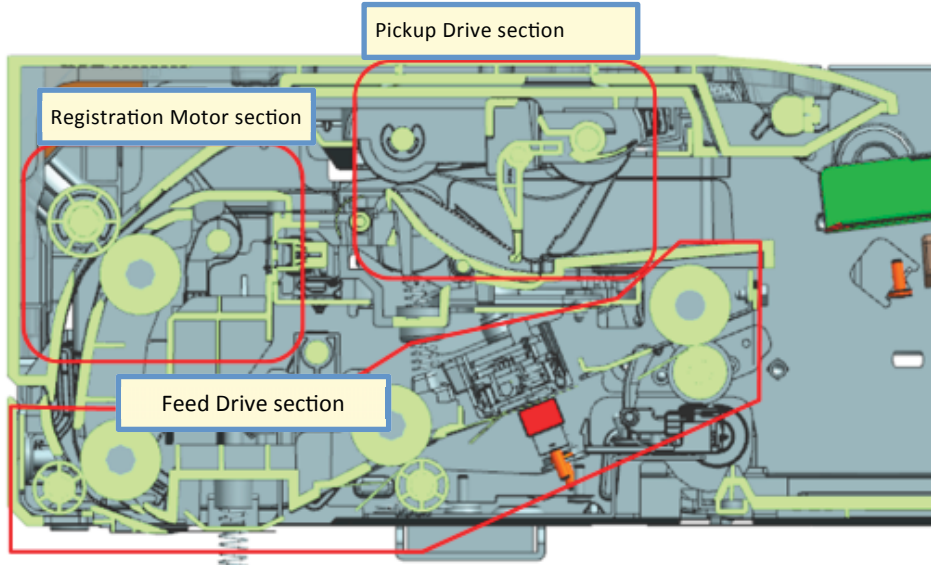 Pickup Drive section
Registration Motor section
Feed Drive section